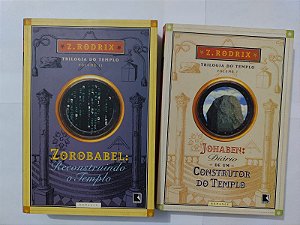 Z. RODRIX
TRILOGIA DO TEMPLO
VOLUME II
ZOROBABEL:
Reconstruindo
o Templo
Z. RODRIX
TRILOGIA DO TEMPLO
VOLUME I
JOHABEN:
Diário
DE UM
CONSTRUTOR
DO TEMPLO